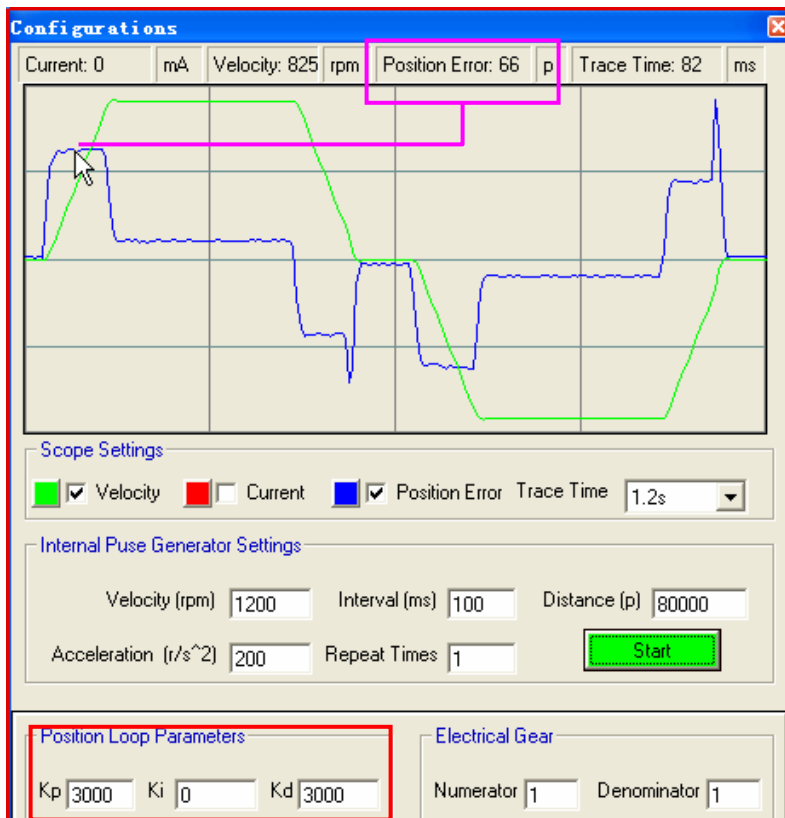 Configurations
Current: 0 mA Velocity: 825 rpm Position Error: 66 p Trace Time: 82 ms
Scope Settings
Velocity Current Position Error Trace Time 1.2s
Internal Puse Generator Settings
Velocity (rpm) 1200 Interval (ms) 100 Distance (p) 80000
Acceleration (r/s^2) 200 Repeat Times 1 Start
Position Loop Parameters Electrical Gear
Kp 3000 Ki 0 Kd 3000 Numerator 1 Denominator 1